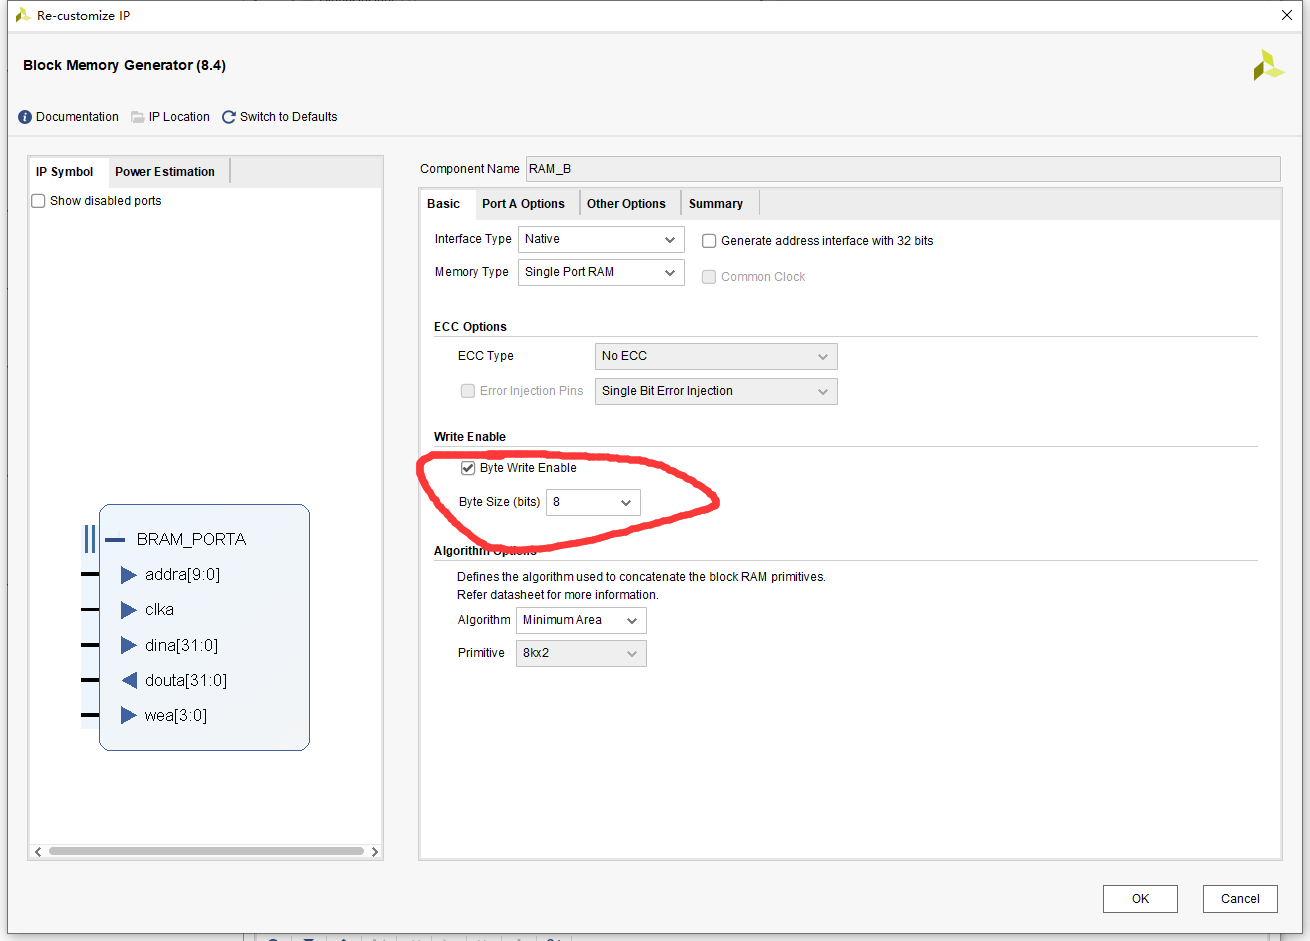 Re-customize IP
Block Memory Generator (8.4)
Documentation IP Location Switch to Defaults
IP Symbol Power Estimation
Show disabled ports
BRAM_PORTA
addra[9:0]
clka
dina[31:0]
douta[31:0]
wea[3:0]
Component Name RAM_B
Basic Port A Options Other Options Summary
Interface Type Native Generate address interface with 32 bits
Memory Type Single Port RAM Common Clock
ECC Options
ECC Type No ECC
Error Injection Pins Single Bit Error Injection
Write Enable
Byte Write Enable
Byte Size (bits) 8
Algorithm Options
Defines the algorithm used to concatenate the block RAM primitives.
Refer datasheet for more information.
Algorithm Minimum Area
Primitive 8kx2
OK Cancel